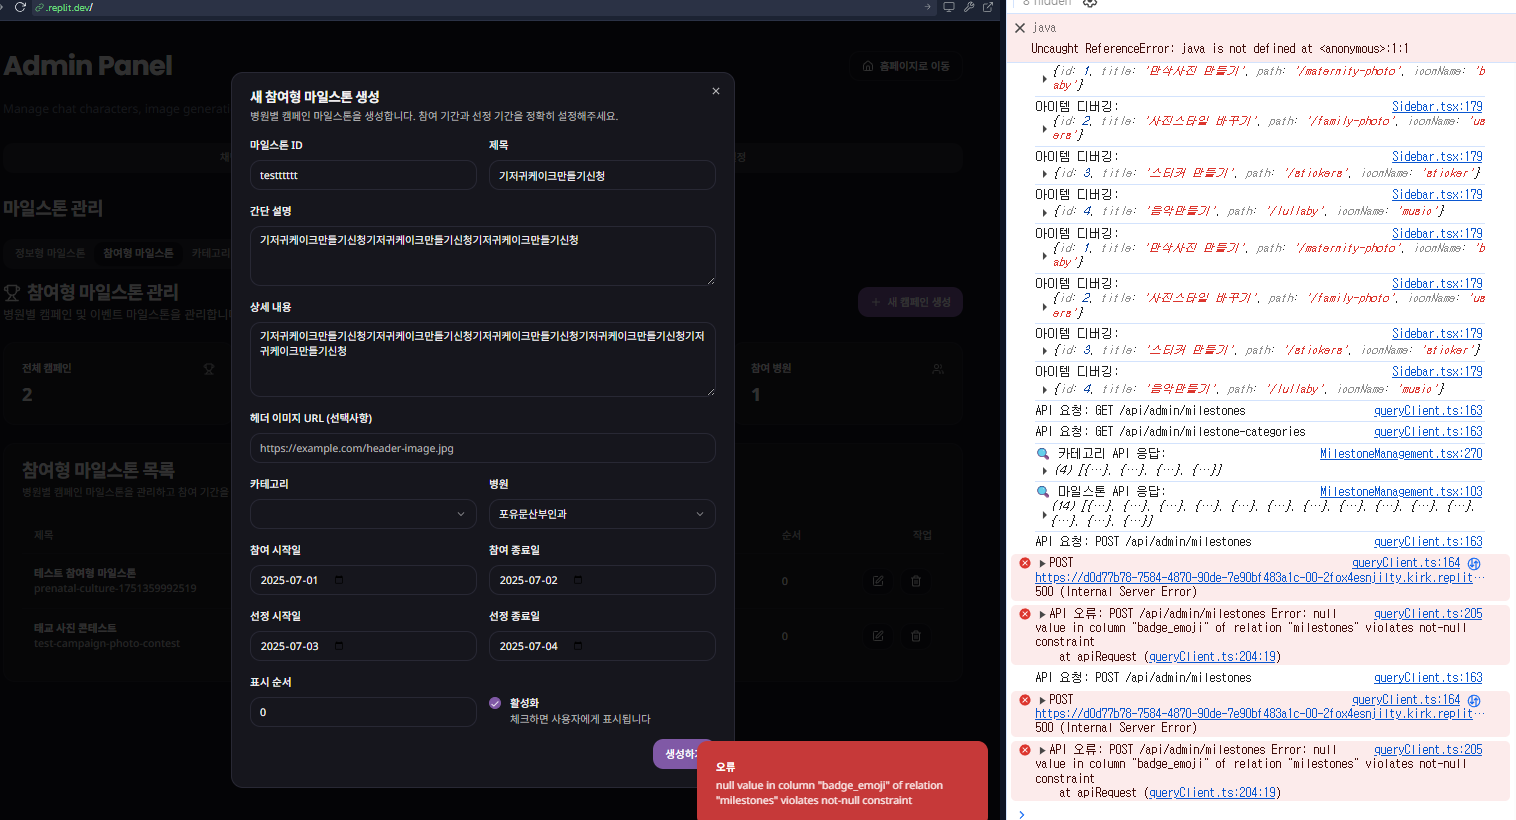 .replit.dev/
Admin Panel
홈페이지로 이동
Manage chat characters, image generati
마일스톤 관리
정보형 마일스톤
참여형 마일스톤
카테고리
참여형 마일스톤 관리
병원별 캠페인 및 이벤트 마일스톤을 관리합니
+ 새 캠페인 생성
전체 캠페인
2
참여 병원
1
참여형 마일스톤 목록
병원별 캠페인 마일스톤을 관리하고 참여 기간을
제목
순서
작업
테스트 참여형 마일스톤
prenatal-culture-1751359992519
0
태교 사진 콘테스트
test-campaign-photo-contest
0
새 참여형 마일스톤 생성
병원별 캠페인 마일스톤을 생성합니다. 참여 기간과 선정 기간을 정확히 설정해주세요.
마일스톤 ID
제목
testttttt
기저귀케이크만들기신청
간단 설명
기저귀케이크만들기신청기저귀케이크만들기신청기저귀케이크만들기신청
상세 내용
기저귀케이크만들기신청기저귀케이크만들기신청기저귀케이크만들기신청기저귀케이크만들기신청기저
귀케이크만들기신청
헤더 이미지 URL (선택사항)
https://example.com/header-image.jpg
카테고리
병원
포유문산부인과
참여 시작일
참여 종료일
2025-07-01
2025-07-02
선정 시작일
선정 종료일
2025-07-03
2025-07-04
표시 순서
활성화
0
체크하면 사용자에게 표시됩니다
생성하기
오류
null value in column "badge_emoji" of relation
"milestones" violates not-null constraint
8 hidden
java
Uncaught ReferenceError: java is not defined at <anonymous>:1:1
{id: 1, title: '만삭사진 만들기', path: '/maternity-photo', iconName: 'b
aby'}
아이템 디버깅: Sidebar.tsx:179
{id: 2, title: '사진스타일 바꾸기', path: '/family-photo', iconName: 'us
ers'}
아이템 디버깅: Sidebar.tsx:179
{id: 3, title: '스티커 만들기', path: '/stickers', iconName: 'sticker'}
아이템 디버깅: Sidebar.tsx:179
{id: 4, title: '음악만들기', path: '/lullaby', iconName: 'music'}
아이템 디버깅: Sidebar.tsx:179
{id: 1, title: '만삭사진 만들기', path: '/maternity-photo', iconName: 'b
aby'}
아이템 디버깅: Sidebar.tsx:179
{id: 2, title: '사진스타일 바꾸기', path: '/family-photo', iconName: 'us
ers'}
아이템 디버깅: Sidebar.tsx:179
{id: 3, title: '스티커 만들기', path: '/stickers', iconName: 'sticker'}
아이템 디버깅: Sidebar.tsx:179
{id: 4, title: '음악만들기', path: '/lullaby', iconName: 'music'}
API 요청: GET /api/admin/milestones queryClient.ts:163
API 요청: GET /api/admin/milestone-categories queryClient.ts:163
카테고리 API 응답: MilestoneManagement.tsx:270
(4) [{…}, {…}, {…}, {…}]
마일스톤 API 응답: MilestoneManagement.tsx:103
(14) [{…}, {…}, {…}, {…}, {…}, {…}, {…}, {…}, {…}, {…}, {…},
{…}, {…}, {…}]
API 요청: POST /api/admin/milestones queryClient.ts:163
POST queryClient.ts:164
https://d0d77b78-7584-4870-90de-7e90bf483a1c-00-2fox4esnjilty.kirk.replit…
500 (Internal Server Error)
API 오류: POST /api/admin/milestones Error: null queryClient.ts:205
value in column "badge_emoji" of relation "milestones" violates not-null
constraint
at apiRequest (queryClient.ts:204:19)
API 요청: POST /api/admin/milestones queryClient.ts:163
POST queryClient.ts:164
https://d0d77b78-7584-4870-90de-7e90bf483a1c-00-2fox4esnjilty.kirk.replit…
500 (Internal Server Error)
API 오류: POST /api/admin/milestones Error: null queryClient.ts:205
value in column "badge_emoji" of relation "milestones" violates not-null
constraint
at apiRequest (queryClient.ts:204:19)